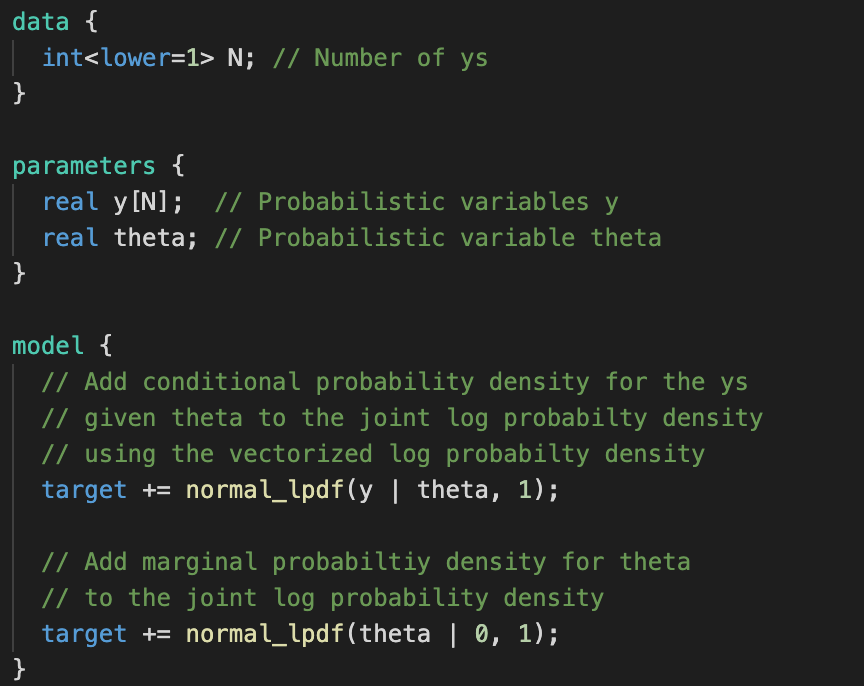 data {
  int<lower=1> N; // Number of ys
}
parameters {
  real y[N];  // Probabilistic variables y
  real theta; // Probabilistic variable theta
}
model {
  // Add conditional probability density for the ys
  // given theta to the joint log probabilty density
  // using the vectorized log probabilty density
  target += normal_lpdf(y | theta, 1);
  // Add marginal probabiltiy density for theta
  // to the joint log probability density
  target += normal_lpdf(theta | 0, 1);
}